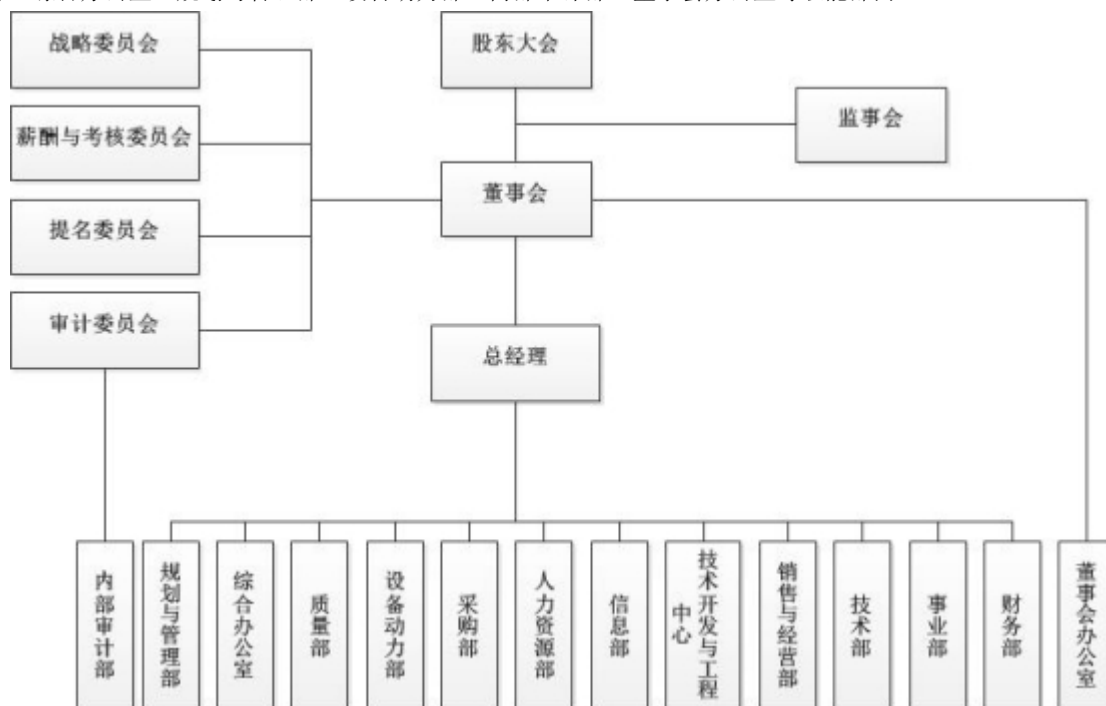 战略委员会
股东大会
监事会
薪酬与考核委员会
董事会
提名委员会
审计委员会
总经理
内部审计部
规划与管理部
综合办公室
质量部
设备动力部
采购部
人力资源部
信息部
技术开发与工程
中心
销售与经营部
技术部
事业部
财务部
董事会办公室